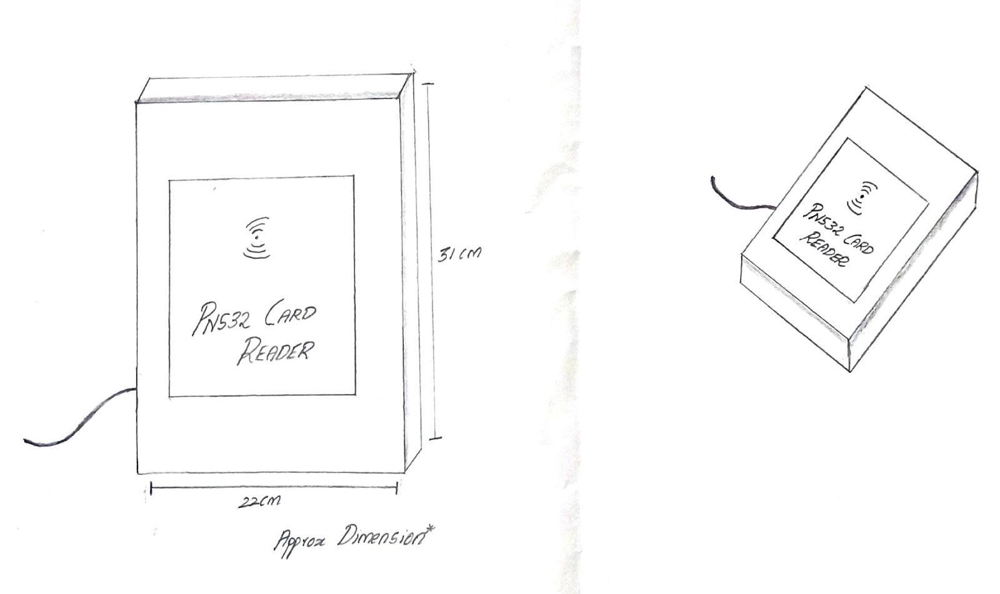 PN532 CARD
READER
31 cm
22cm
Approx Dimension*
PN532 CARD
READER